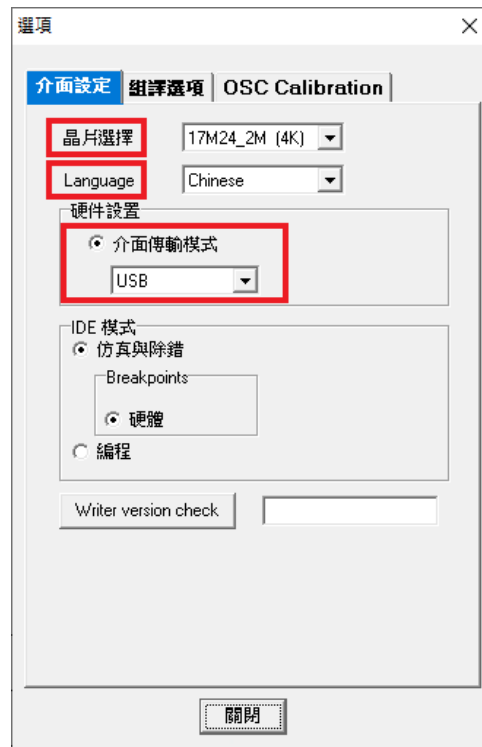 選項
介面設定 組譯選項 OSC Calibration
晶片選擇 17M24_2M (4K)
Language Chinese
硬件設置
介面傳輸模式
USB
IDE 模式
仿真與除錯
Breakpoints
硬體
編程
Writer version check
關閉